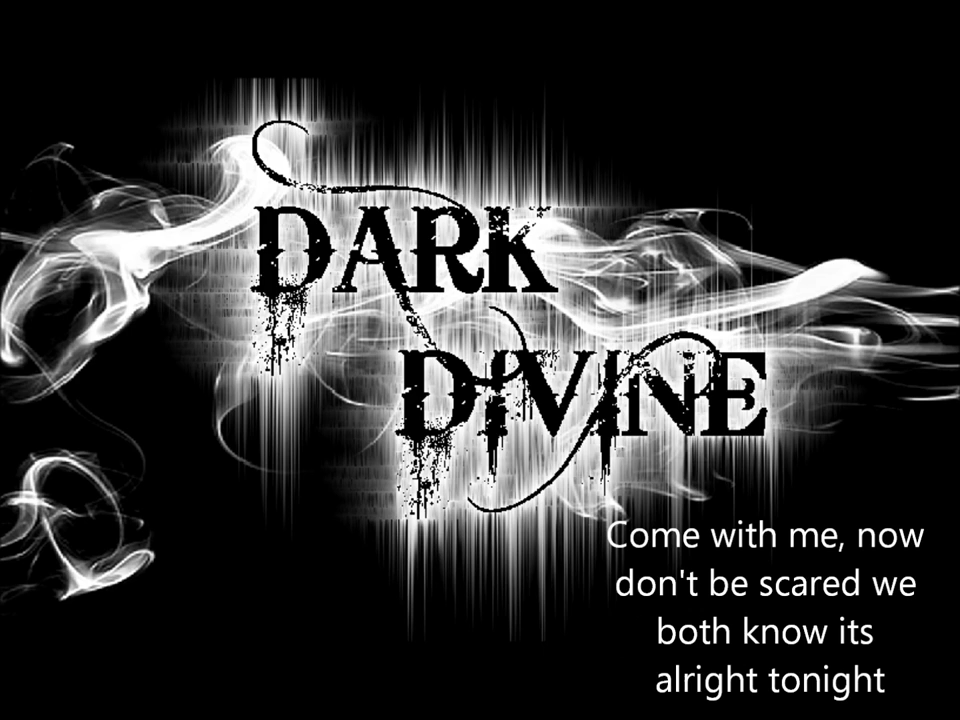 DARK
DIVINE
Come with me, now
don't be scared we
both know its
alright tonight